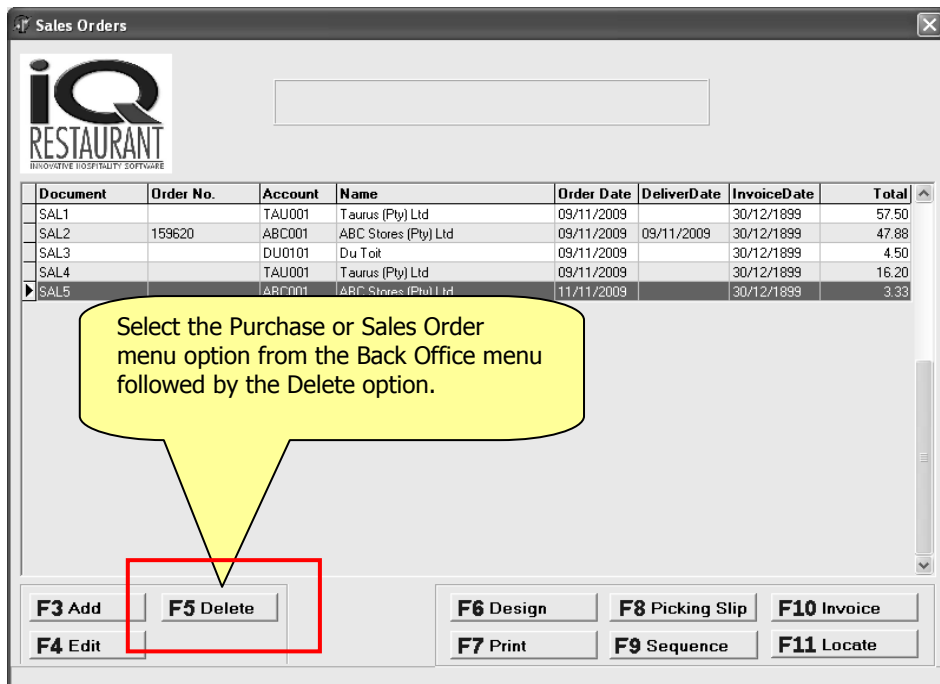 Sales Orders
iQ
RESTAURANT
INNOVATIVE HOSPITALITY SOFTWARE
Document Order No. Account Name Order Date DeliverDate InvoiceDate Total
SAL1 TAU001 Taurus (Pty) Ltd 09/11/2009 30/12/1899 57.50
SAL2 159620 ABC001 ABC Stores (Pty) Ltd 09/11/2009 09/11/2009 30/12/1899 47.88
SAL3 DU0101 Du Toit 09/11/2009 30/12/1899 4.50
SAL4 TAU001 Taurus (Pty) Ltd 09/11/2009 30/12/1899 16.20
SAL5 ABC001 ABC Stores (Pty) Ltd 11/11/2009 30/12/1899 3.33
Select the Purchase or Sales Order
menu option from the Back Office menu
followed by the Delete option.
F3 Add F5 Delete F6 Design F8 Picking Slip F10 Invoice
F4 Edit F7 Print F9 Sequence F11 Locate